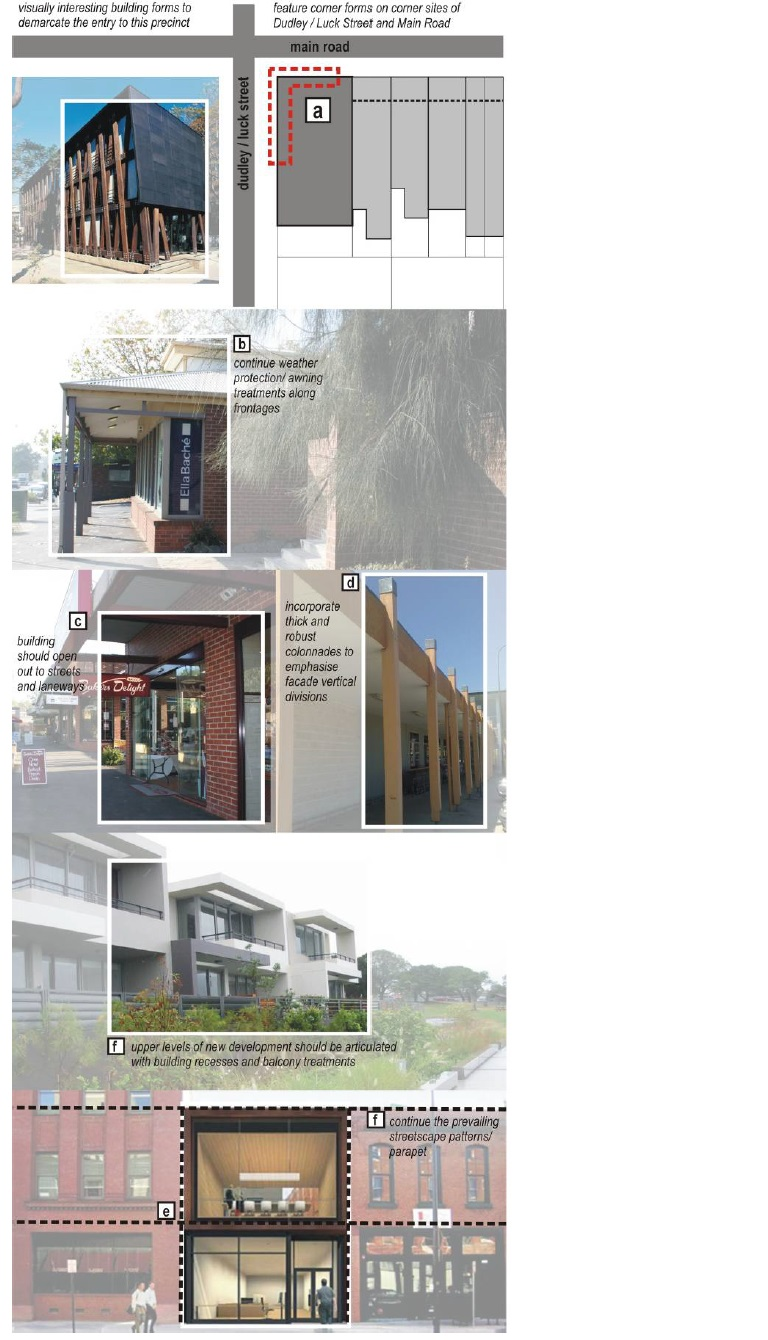 visually interesting building forms to
demarcate the entry to this precinct
feature corner forms on corner sites of
Dudley / Luck Street and Main Road
main road
dudley / luck street
a
b
continue weather
protection/ awning
treatments along
frontages
Ella Baché
c
building
should open
out to streets
and laneways
Bakers Delight
d
incorporate
thick and
robust
colonnades to
emphasise
facade vertical
divisions
f
upper levels of new development should be articulated
with building recesses and balcony treatments
f
continue the prevailing
streetscape patterns/
parapet
e